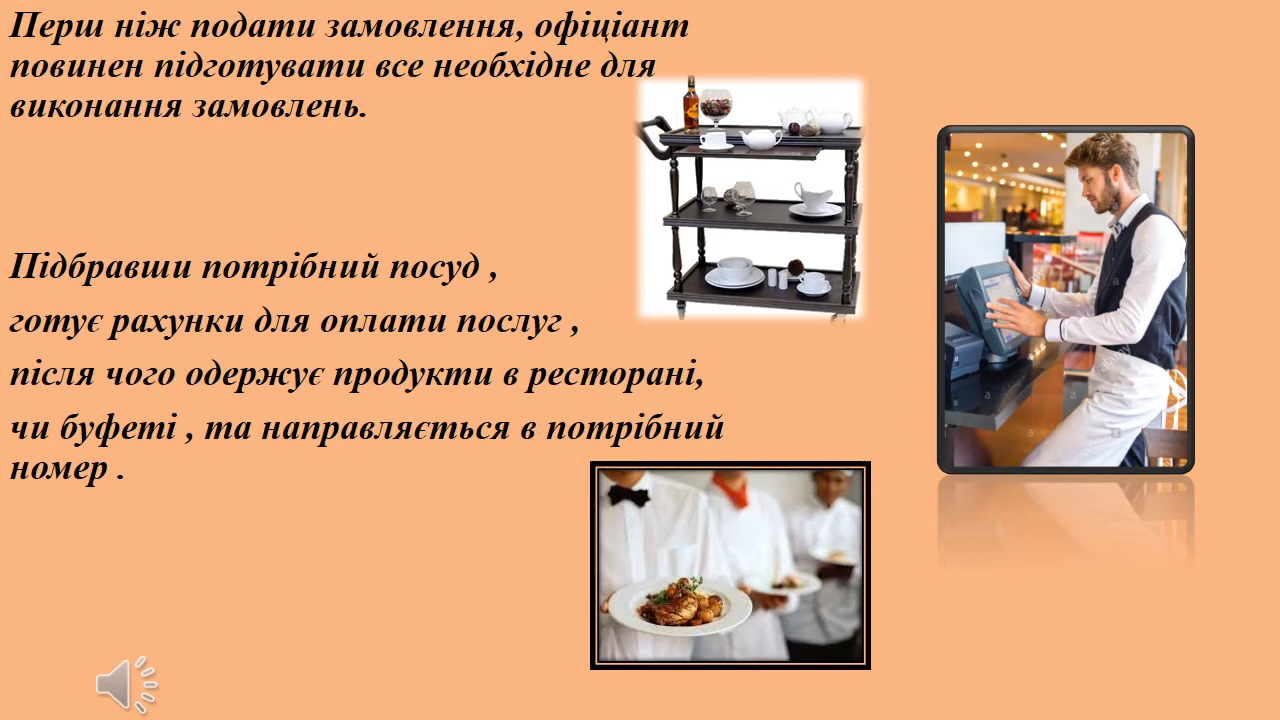 Перш ніж подати замовлення, офіціант
повинен підготувати все необхідне для
виконання замовлень.
Підбравши потрібний посуд ,
готує рахунки для оплати послуг ,
після чого одержує продукти в ресторані,
чи буфеті , та направляється в потрібний
номер .